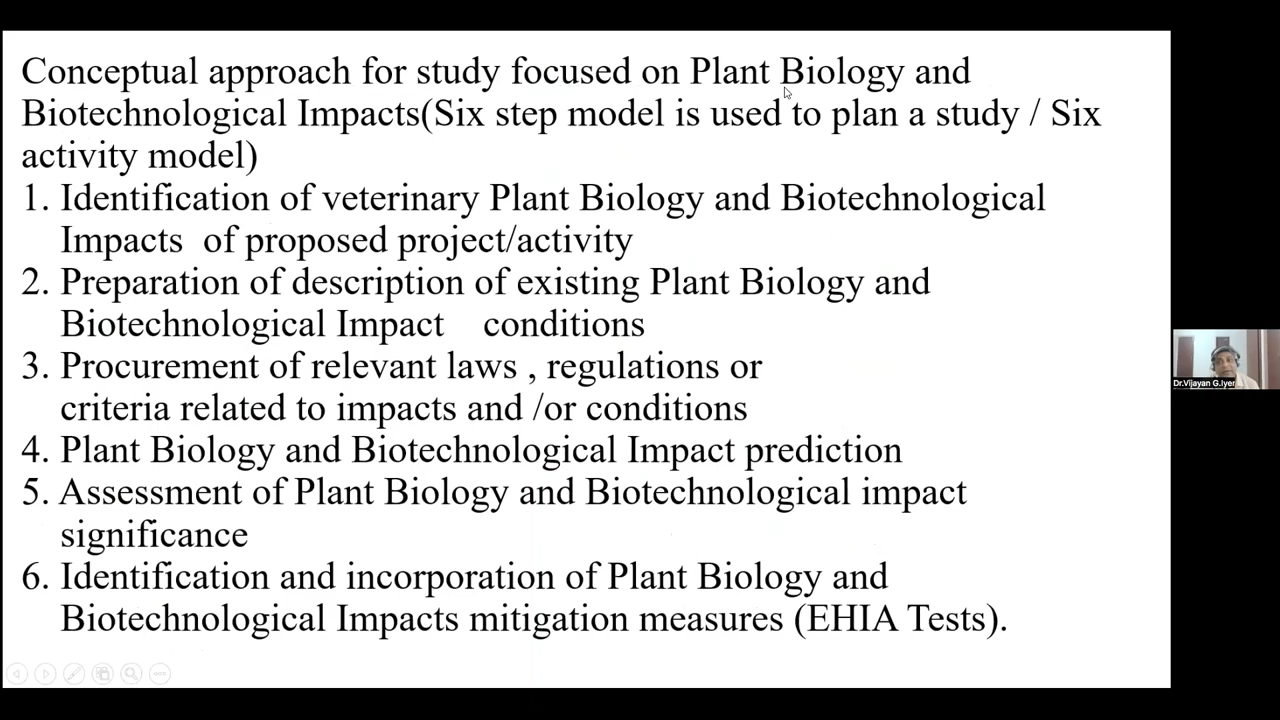 Conceptual approach for study focused on Plant Biology and
Biotechnological Impacts(Six step model is used to plan a study / Six
activity model)
1. Identification of veterinary Plant Biology and Biotechnological
Impacts of proposed project/activity
2. Preparation of description of existing Plant Biology and
Biotechnological Impact conditions
3. Procurement of relevant laws , regulations or
criteria related to impacts and /or conditions
4. Plant Biology and Biotechnological Impact prediction
5. Assessment of Plant Biology and Biotechnological impact
significance
6. Identification and incorporation of Plant Biology and
Biotechnological Impacts mitigation measures (EHIA Tests).
Dr.Vijayan G.Iyer